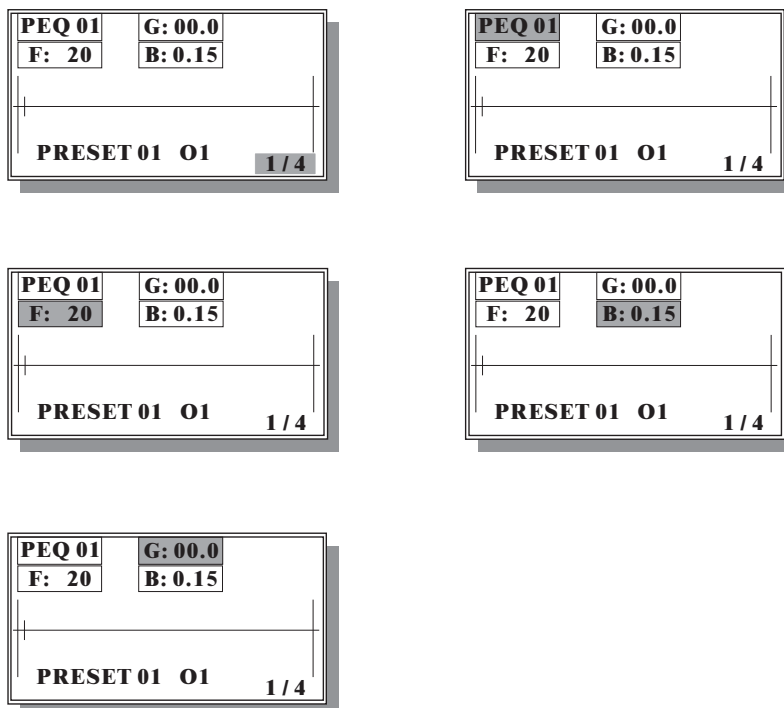 PEQ 01 G: 00.0
F: 20 B: 0.15
PRESET 01 O1
1 / 4
PEQ 01 G: 00.0
F: 20 B: 0.15
PRESET 01 O1
1 / 4
PEQ 01 G: 00.0
F: 20 B: 0.15
PRESET 01 O1
1 / 4
PEQ 01 G: 00.0
F: 20 B: 0.15
PRESET 01 O1
1 / 4
PEQ 01 G: 00.0
F: 20 B: 0.15
PRESET 01 O1
1 / 4